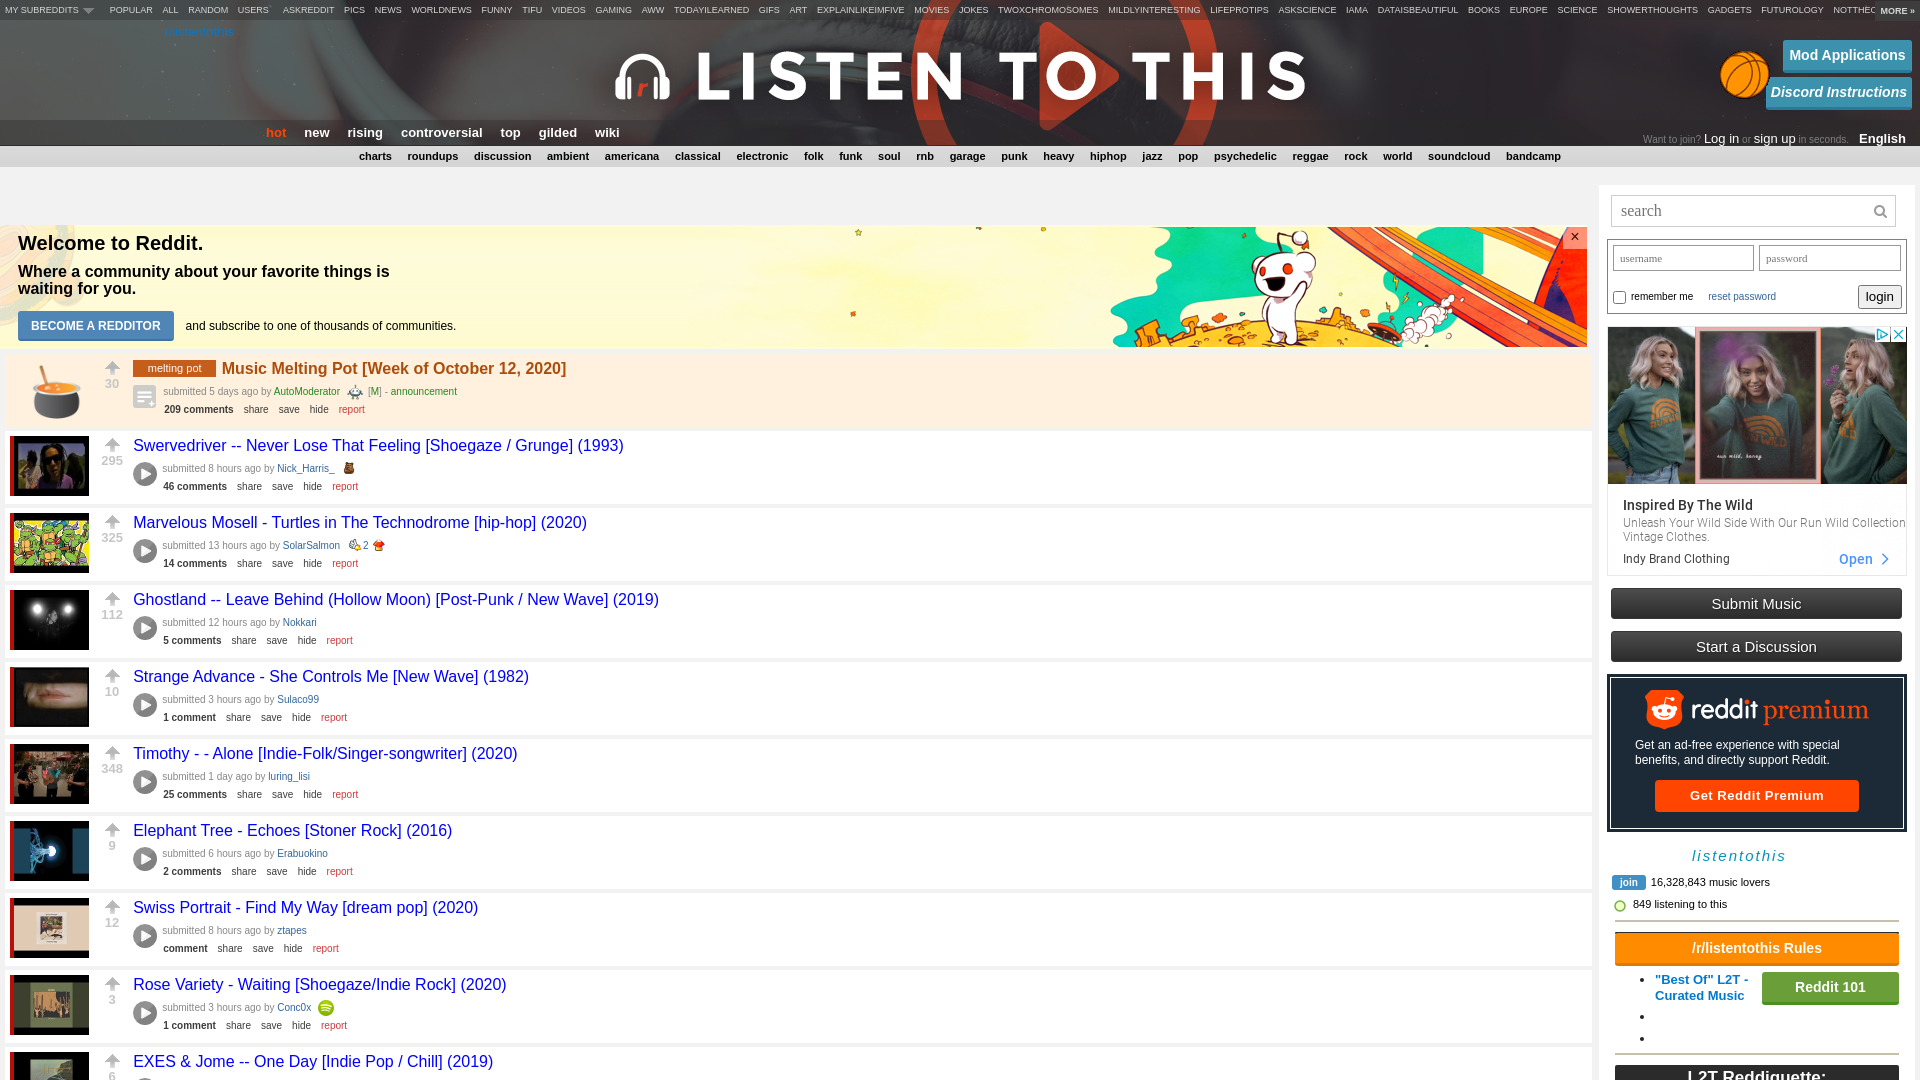 MY SUBREDDITS POPULAR ALL RANDOM USERS ASKREDDIT PICS NEWS WORLDNEWS FUNNY TIFU VIDEOS GAMING AWW TODAYILEARNED GIFS ART EXPLAINLIKEIMFIVE MOVIES JOKES TWOXCHROMOSOMES MILDLYINTERESTING LIFEPROTIPS ASKSCIENCE IAMA DATAISBEAUTIFUL BOOKS EUROPE SCIENCE SHOWERTHOUGHTS GADGETS FUTUROLOGY NOTTHEO MORE »
LISTEN TO THIS
Mod Applications
Discord Instructions
hot new rising controversial top gilded wiki
Want to join? Log in or sign up in seconds. English
charts roundups discussion ambient americana classical electronic folk funk soul rnb garage punk heavy hiphop jazz pop psychedelic reggae rock world soundcloud bandcamp
search
Welcome to Reddit.
Where a community about your favorite things is
waiting for you.
BECOME A REDDITOR and subscribe to one of thousands of communities.
×
username password
remember me reset password login
30
melting pot Music Melting Pot [Week of October 12, 2020]
submitted 5 days ago by AutoModerator [M] - announcement
209 comments share save hide report
295
Swervedriver -- Never Lose That Feeling [Shoegaze / Grunge] (1993)
submitted 8 hours ago by Nick_Harris_
46 comments share save hide report
325
Marvelous Mosell - Turtles in The Technodrome [hip-hop] (2020)
submitted 13 hours ago by SolarSalmon 2
14 comments share save hide report
112
Ghostland -- Leave Behind (Hollow Moon) [Post-Punk / New Wave] (2019)
submitted 12 hours ago by Nokkari
5 comments share save hide report
10
Strange Advance - She Controls Me [New Wave] (1982)
submitted 3 hours ago by Sulaco99
1 comment share save hide report
348
Timothy - - Alone [Indie-Folk/Singer-songwriter] (2020)
submitted 1 day ago by luring_lisi
25 comments share save hide report
9
Elephant Tree - Echoes [Stoner Rock] (2016)
submitted 6 hours ago by Erabuokino
2 comments share save hide report
12
Swiss Portrait - Find My Way [dream pop] (2020)
submitted 8 hours ago by ztapes
comment share save hide report
3
Rose Variety - Waiting [Shoegaze/Indie Rock] (2020)
submitted 3 hours ago by Conc0x
1 comment share save hide report
6
EXES & Jome -- One Day [Indie Pop / Chill] (2019)
run wild, honey
Inspired By The Wild
Unleash Your Wild Side With Our Run Wild Collection
Vintage Clothes.
Indy Brand Clothing Open
Submit Music
Start a Discussion
reddit premium
Get an ad-free experience with special
benefits, and directly support Reddit.
Get Reddit Premium
listentothis
join 16,328,843 music lovers
849 listening to this
/r/listentothis Rules
"Best Of" L2T -
Curated Music
Reddit 101
L2T Reddiquette: